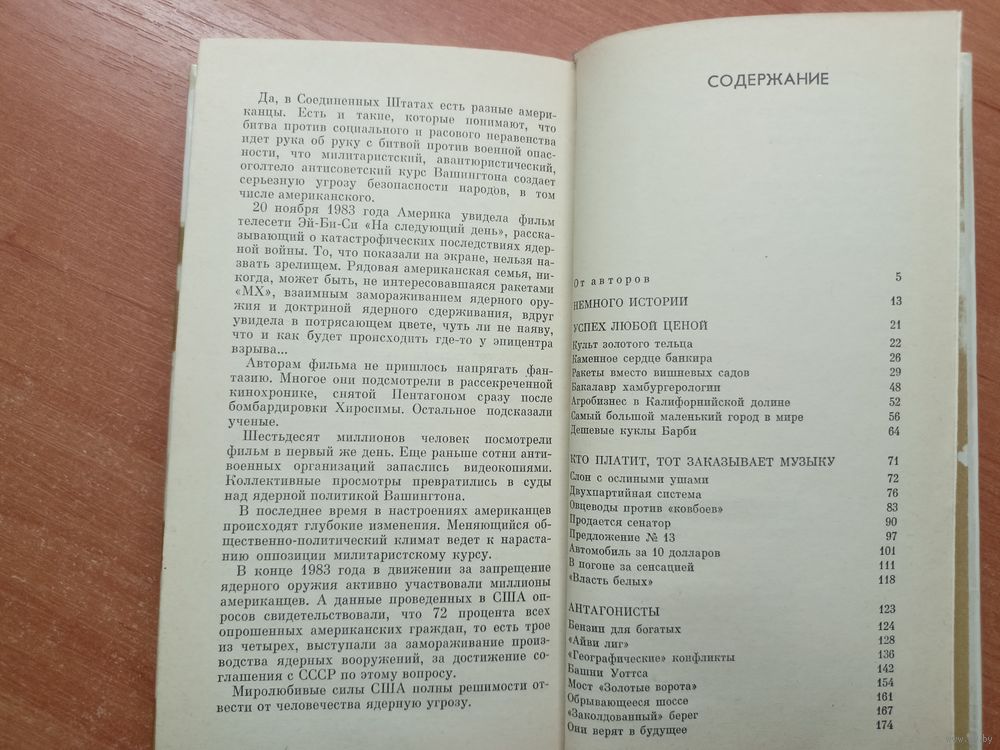 Да, в Соединенных Штатах есть разные амери-
канцы. Есть и такие, которые понимают, что
битва против социального и расового неравенства
идет рука об руку с битвой против военной опас-
ности, что милитаристский, авантюристический,
оголтело антисоветский курс Вашингтона создает
серьезную угрозу безопасности народов, в том
числе американского.
20 ноября 1983 года Америка увидела фильм
телесети Эй-Би-Си «На следующий день», расска-
зывающий о катастрофических последствиях ядер-
ной войны. То, что показали на экране, нельзя на-
звать зрелищем. Рядовая американская семья, ни-
когда, может быть, не интересовавшаяся ракетами
«МХ», взаимным замораживанием ядерного ору-
жия и доктриной ядерного сдерживания, вдруг
увидела в потрясающем цвете, чуть ли не наяву,
что и как будет происходить где-то у эпицентра
взрыва...
Авторам фильма не пришлось напрягать фан-
тазию. Многое они подсмотрели в рассекреченной
кинохронике, снятой Пентагоном сразу после
бомбардировки Хиросимы. Остальное подсказали
ученые.
Шестьдесят миллионов человек посмотрели
фильм в первый же день. Еще раньше сотни анти-
военных организаций запаслись видеокопиями.
Коллективные просмотры превратились в суды
над ядерной политикой Вашингтона.
В последнее время в настроениях американцев
происходят глубокие изменения. Меняющийся об-
щественно-политический климат ведет к нараста-
нию оппозиции милитаристскому курсу.
В конце 1983 года в движении за запрещение
ядерного оружия активно участвовали миллионы
американцев. А данные проведенных в США оп-
росов свидетельствовали, что 72 процента всех
опрошенных американских граждан, то есть трое
из четырех, выступали за замораживание произ-
водства ядерных вооружений, за достижение со-
глашения с СССР по этому вопросу.
Миролюбивые силы США полны решимости от-
вести от человечества ядерную угрозу.
СОДЕРЖАНИЕ
От авторов 5
НЕМНОГО ИСТОРИИ 13
УСПЕХ ЛЮБОЙ ЦЕНОЙ 21
Культ золотого тельца 22
Каменное сердце банкира 26
Ракеты вместо вишневых садов 29
Бакалавр хамбургерологии 48
Агробизнес в Калифорнийской долине 52
Самый большой маленький город в мире 56
Дешевые куклы Барби 64
КТО ПЛАТИТ, ТОТ ЗАКАЗЫВАЕТ МУЗЫКУ 71
Слон с ослиными ушами 72
Двухпартийная система 76
Овцеводы против «ковбоев» 83
Продается сенатор 90
Предложение № 13 97
Автомобиль за 10 долларов 101
В погоне за сенсацией 111
«Власть белых» 118
АНТАГОНИСТЫ 123
Бензин для богатых 124
«Айви лиг» 128
«Географические» конфликты 136
Башни Уоттса 142
Мост «Золотые ворота» 154
Обрывающееся шоссе 161
«Заколдованный» берег 167
Они верят в будущее 174